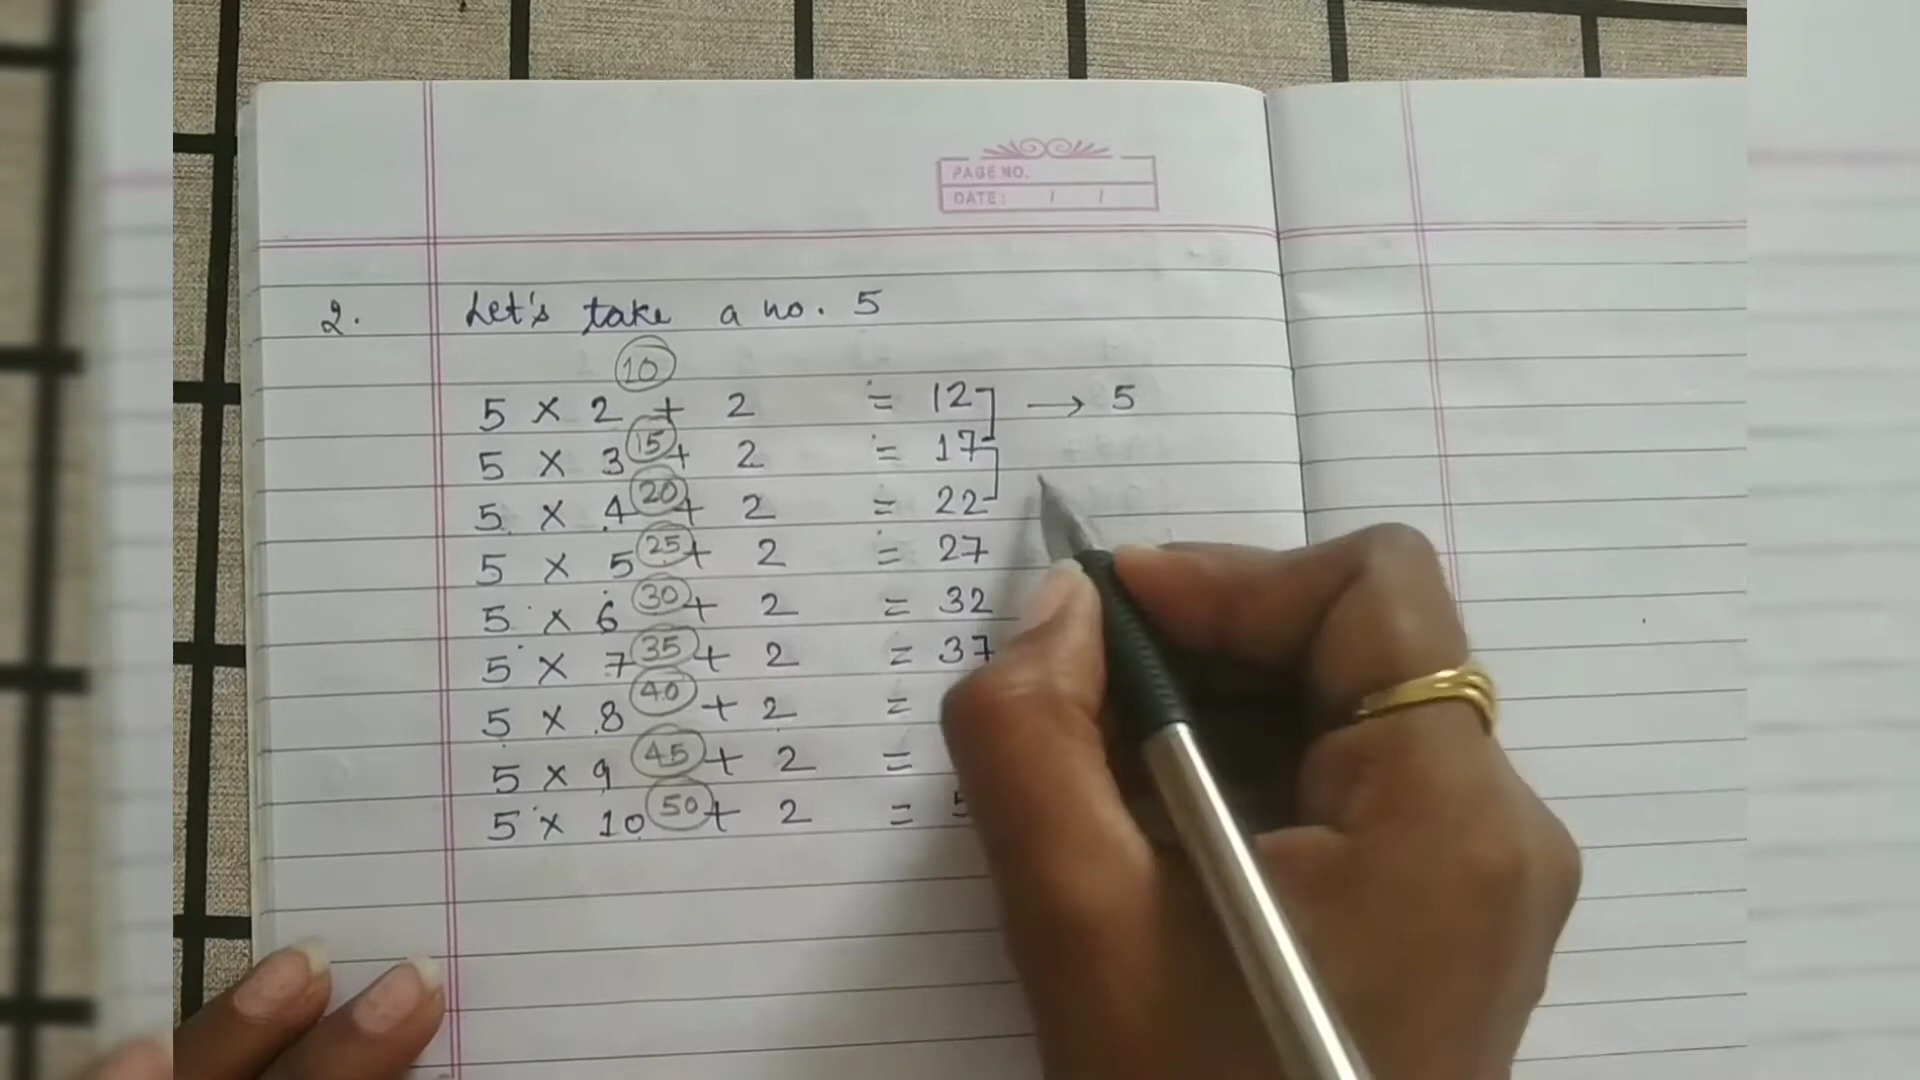 PAGE NO.
DATE: / /
2. Let's take a no. 5
10
5 × 2 + 2 = 12 → 5
5 × 3 15 + 2 = 17
5 × 4 20 + 2 = 22
5 × 5 25 + 2 = 27
5 × 6 30 + 2 = 32
5 × 7 35 + 2 = 37
5 × 8 40 + 2 =
5 × 9 45 + 2 =
5 × 10 50 + 2 = 5